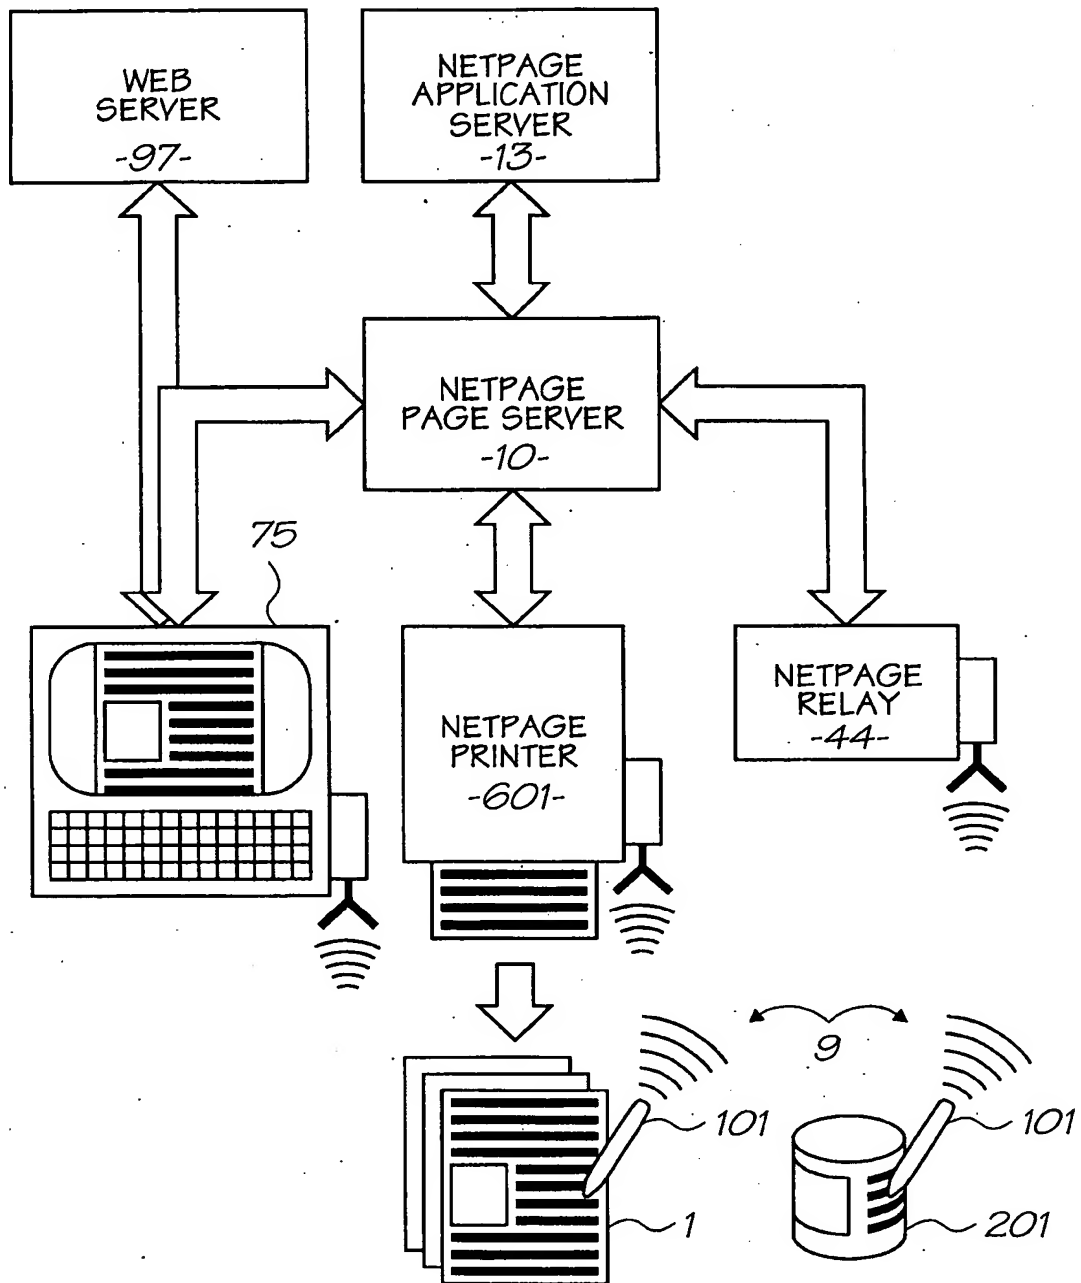 WEB
SERVER
-97-
NETPAGE
APPLICATION
SERVER
-13-
NETPAGE
PAGE SERVER
-10-
75
NETPAGE
PRINTER
-601-
NETPAGE
RELAY
-44-
9
101
101
1
201